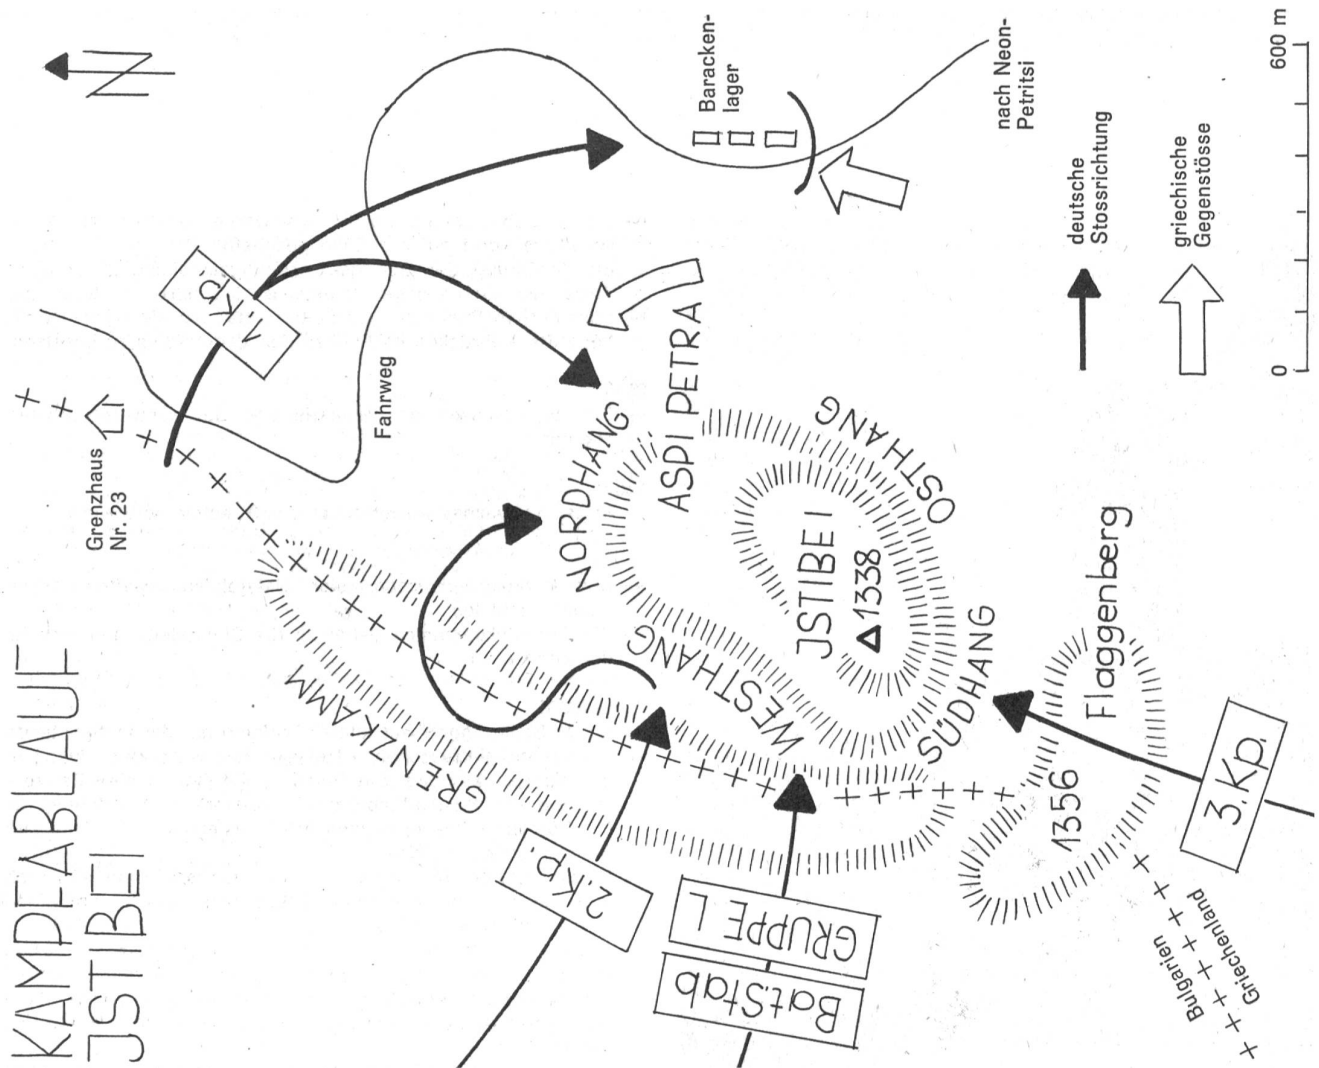 KAMPFABLAUF
JSTIBEI
N
Grenzhaus
Nr. 23
1.Kp.
Fahrweg
Baracken-
lager
nach Neon-
Petritsi
NORDHANG
ASPI PETRA
OSTHANG
JSTIBEI
1338
WESTHANG
SÜDHANG
GRENZKAMM
2.Kp.
GRUPPE L
Bat.Stab
3.Kp.
Flaggenberg
1356
Bulgarien
Griechenland
deutsche
Stossrichtung
griechische
Gegenstösse
0
600 m